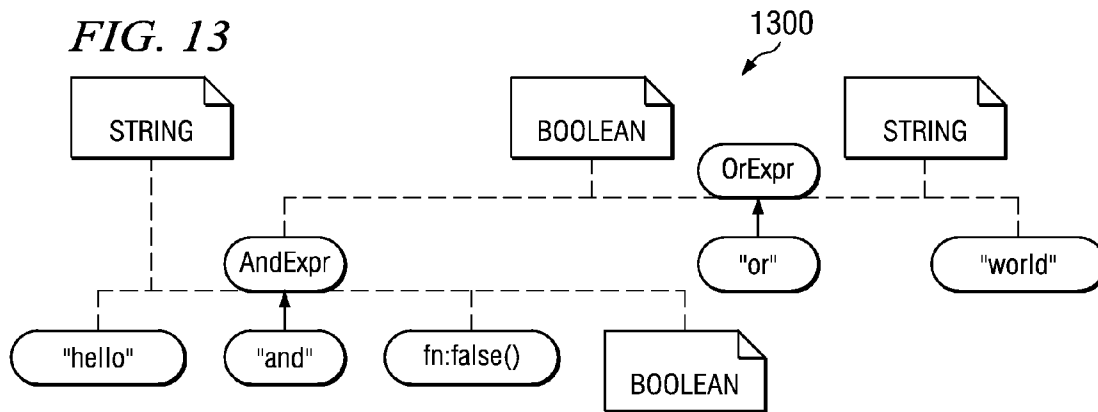 FIG. 13
1300
STRING
BOOLEAN
STRING
OrExpr
AndExpr
"or"
"world"
"hello"
"and"
fn:false()
BOOLEAN